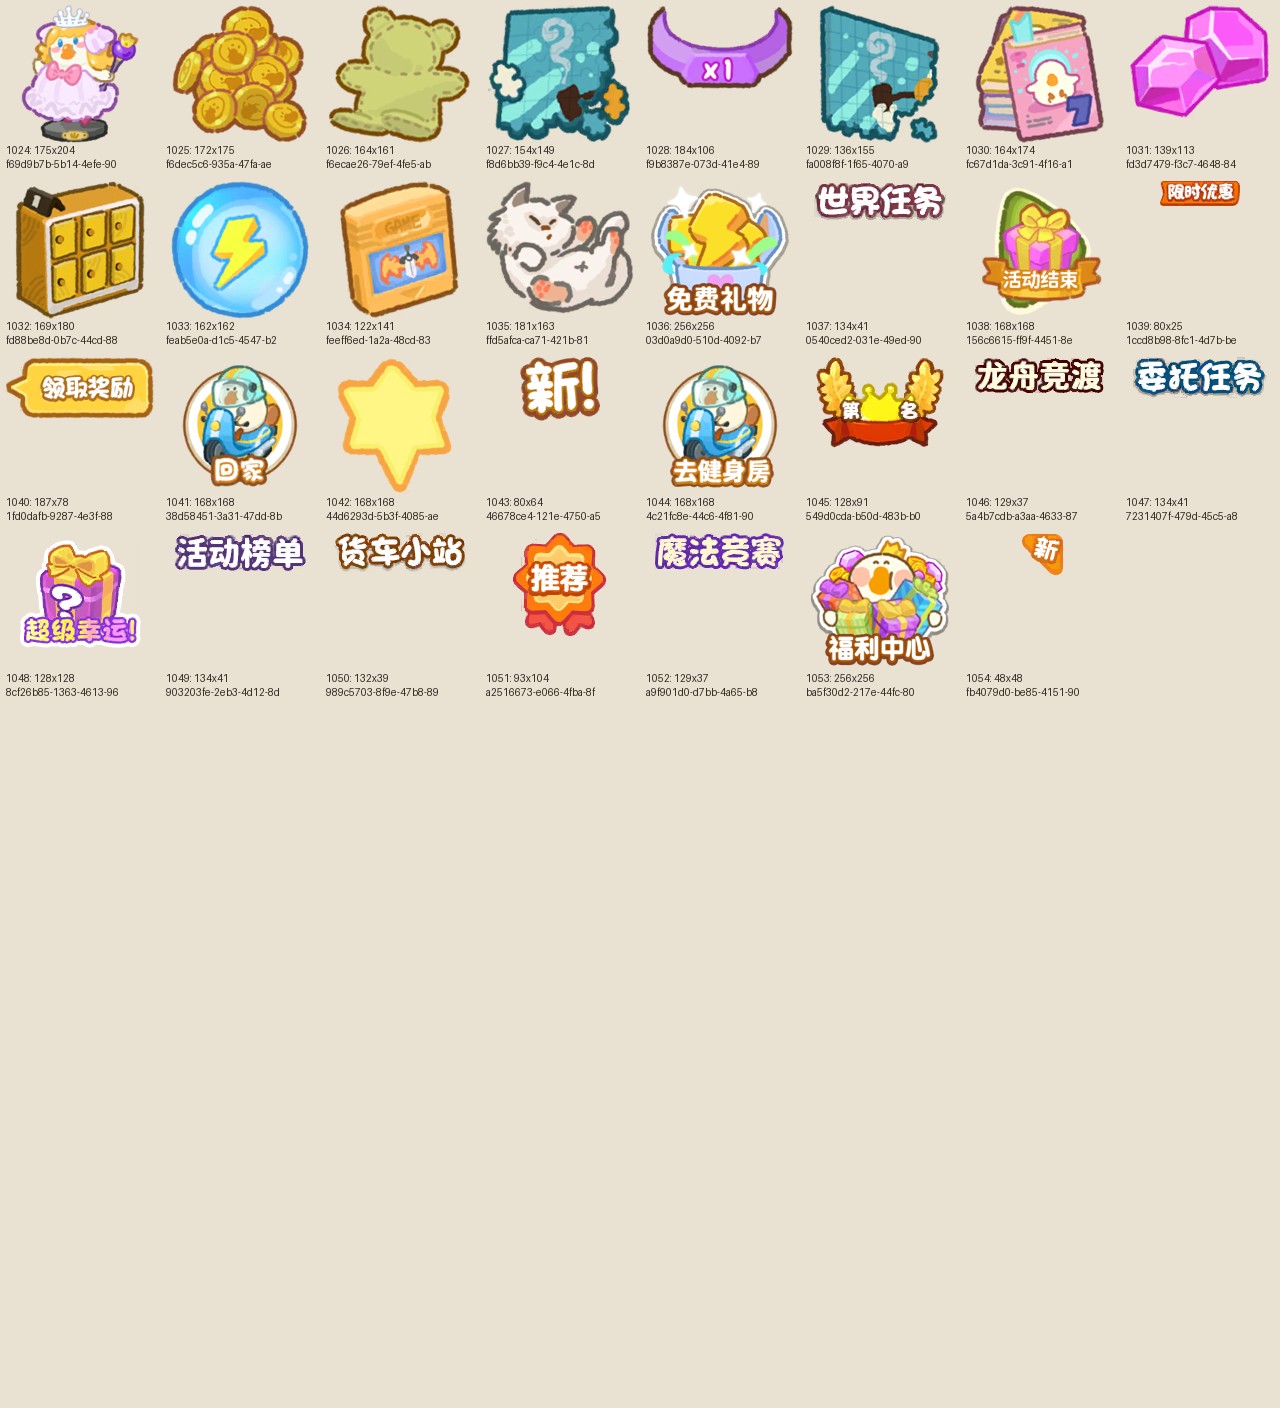 x1
GAME
1024: 175x204
f69d9b7b-5b14-4efe-90
1025: 172x175
f6dec5c6-935a-47fa-ae
1026: 164x161
f6ecae26-79ef-4fe5-ab
1027: 154x149
f8d6bb39-f9c4-4e1c-8d
1028: 184x106
f9b8387e-073d-41e4-89
1029: 136x155
fa008f8f-1f65-4070-a9
1030: 164x174
fc67d1da-3c91-4f16-a1
1031: 139x113
fd3d7479-f3c7-4648-84
免费礼物
世界任务
活动结束
限时优惠
1032: 169x180
fd88be8d-0b7c-44cd-88
1033: 162x162
feab5e0a-d1c5-4547-b2
1034: 122x141
feeff6ed-1a2a-48cd-83
1035: 181x163
ffd5afca-ca71-421b-81
1036: 256x256
03d0a9d0-510d-4092-b7
1037: 134x41
0540ced2-031e-49ed-90
1038: 168x168
156c6615-ff9f-4451-8e
1039: 80x25
1ccd8b98-8fc1-4d7b-be
领取奖励
回家
新!
去健身房
第 名
龙舟竞渡
委托任务
1040: 187x78
1fd0dafb-9287-4e3f-88
1041: 168x168
38d58451-3a31-47dd-8b
1042: 168x168
44d6293d-5b3f-4085-ae
1043: 80x64
46678ce4-121e-4750-a5
1044: 168x168
4c21fc8e-44c6-4f81-90
1045: 128x91
549d0cda-b50d-483b-b0
1046: 129x37
5a4b7cdb-a3aa-4633-87
1047: 134x41
7231407f-479d-45c5-a8
?
超级幸运!
活动榜单
货车小站
推荐
魔法竞赛
福利中心
新
1048: 128x128
8cf26b85-1363-4613-96
1049: 134x41
903203fe-2eb3-4d12-8d
1050: 132x39
989c5703-8f9e-47b8-89
1051: 93x104
a2516673-e066-4fba-8f
1052: 129x37
a9f901d0-d7bb-4a65-b8
1053: 256x256
ba5f30d2-217e-44fc-80
1054: 48x48
fb4079d0-be85-4151-90